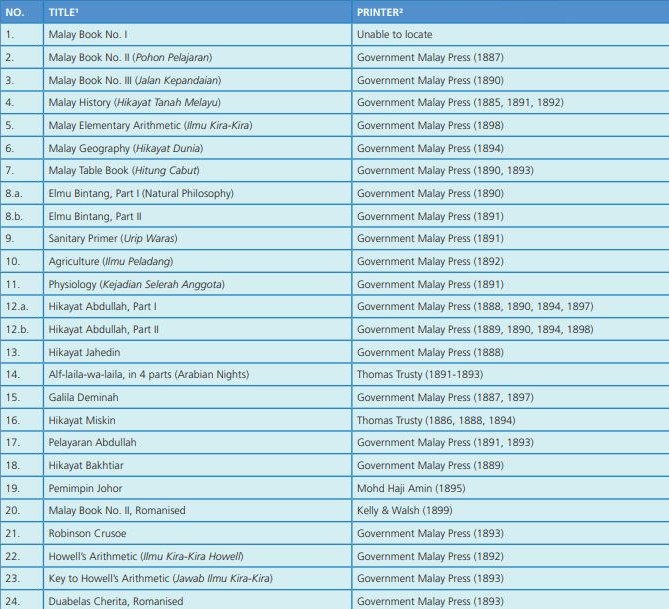 NO. TITLE¹ PRINTER²
1. Malay Book No. I Unable to locate
2. Malay Book No. II (Pohon Pelajaran) Government Malay Press (1887)
3. Malay Book No. III (Jalan Kepandaian) Government Malay Press (1890)
4. Malay History (Hikayat Tanah Melayu) Government Malay Press (1885, 1891, 1892)
5. Malay Elementary Arithmetic (Ilmu Kira-Kira) Government Malay Press (1898)
6. Malay Geography (Hikayat Dunia) Government Malay Press (1894)
7. Malay Table Book (Hitung Cabut) Government Malay Press (1890, 1893)
8.a. Elmu Bintang, Part I (Natural Philosophy) Government Malay Press (1890)
8.b. Elmu Bintang, Part II Government Malay Press (1891)
9. Sanitary Primer (Urip Waras) Government Malay Press (1891)
10. Agriculture (Ilmu Peladang) Government Malay Press (1892)
11. Physiology (Kejadian Selerah Anggota) Government Malay Press (1891)
12.a. Hikayat Abdullah, Part I Government Malay Press (1888, 1890, 1894, 1897)
12.b. Hikayat Abdullah, Part II Government Malay Press (1889, 1890, 1894, 1898)
13. Hikayat Jahedin Government Malay Press (1888)
14. Alf-laila-wa-laila, in 4 parts (Arabian Nights) Thomas Trusty (1891-1893)
15. Galila Deminah Government Malay Press (1887, 1897)
16. Hikayat Miskin Thomas Trusty (1886, 1888, 1894)
17. Pelayaran Abdullah Government Malay Press (1891, 1893)
18. Hikayat Bakhtiar Government Malay Press (1889)
19. Pemimpin Johor Mohd Haji Amin (1895)
20. Malay Book No. II, Romanised Kelly & Walsh (1899)
21. Robinson Crusoe Government Malay Press (1893)
22. Howell's Arithmetic (Ilmu Kira-Kira Howell) Government Malay Press (1892)
23. Key to Howell's Arithmetic (Jawab Ilmu Kira-Kira) Government Malay Press (1893)
24. Duabelas Cherita, Romanised Government Malay Press (1893)